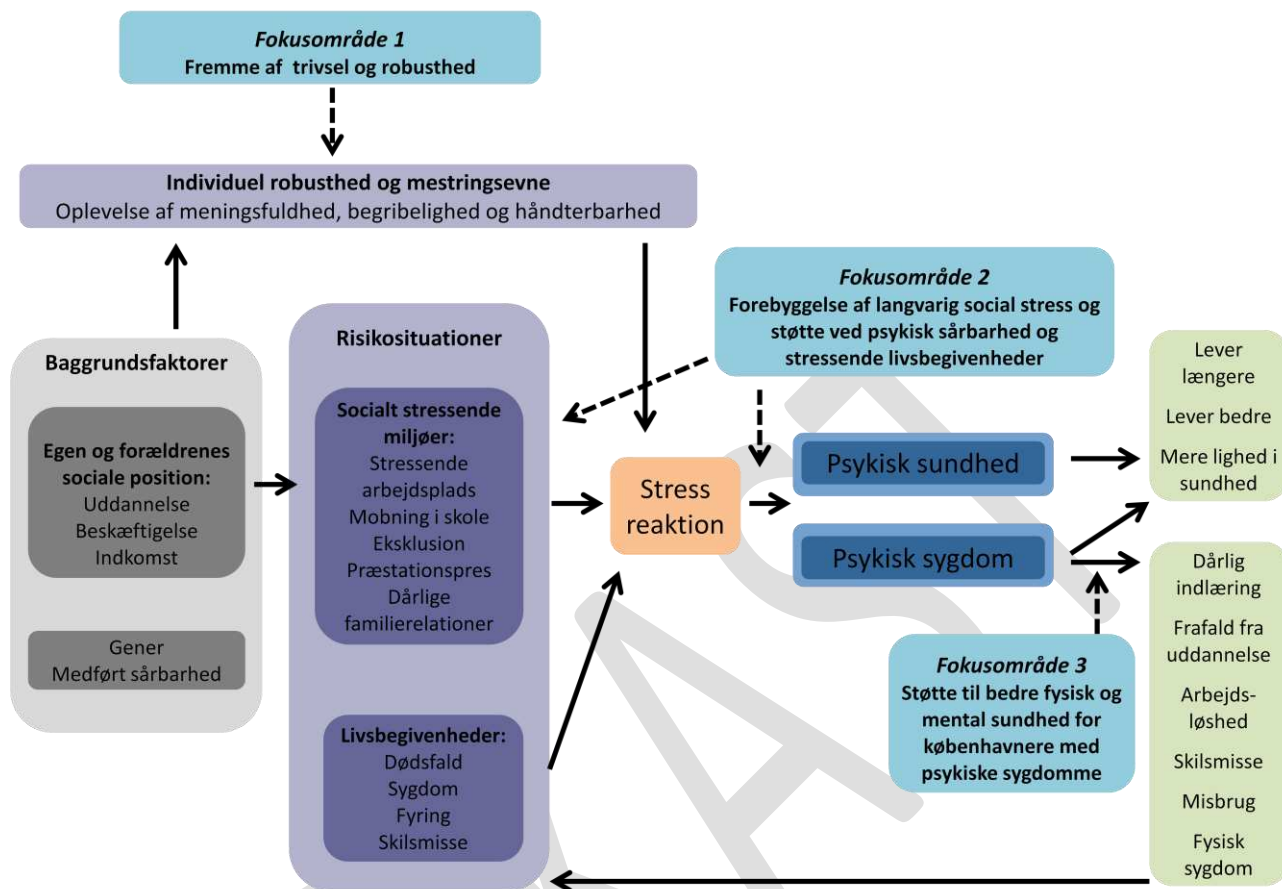 Fokusområde 1
Fremme af trivsel og robusthed
Individuel robusthed og mestringsevne
Oplevelse af meningsfuldhed, begribelighed og håndterbarhed
Fokusområde 2
Forebyggelse af langvarig social stress og
støtte ved psykisk sårbarhed og
stressende livsbegivenheder
Baggrundsfaktorer
Egen og forældrenes
sociale position:
Uddannelse
Beskæftigelse
Indkomst
Gener
Medført sårbarhed
Risikosituationer
Socialt stressende
miljøer:
Stressende
arbejdsplads
Mobning i skole
Eksklusion
Præstationspres
Dårlige
familierelationer
Livsbegivenheder:
Dødsfald
Sygdom
Fyring
Skilsmisse
Stress
reaktion
Psykisk sundhed
Psykisk sygdom
Fokusområde 3
Støtte til bedre fysisk og
mental sundhed for
københavnere med
psykiske sygdomme
Lever
længere
Lever bedre
Mere lighed i
sundhed
Dårlig
indlæring
Frafald fra
uddannelse
Arbejds-
løshed
Skilsmisse
Misbrug
Fysisk
sygdom